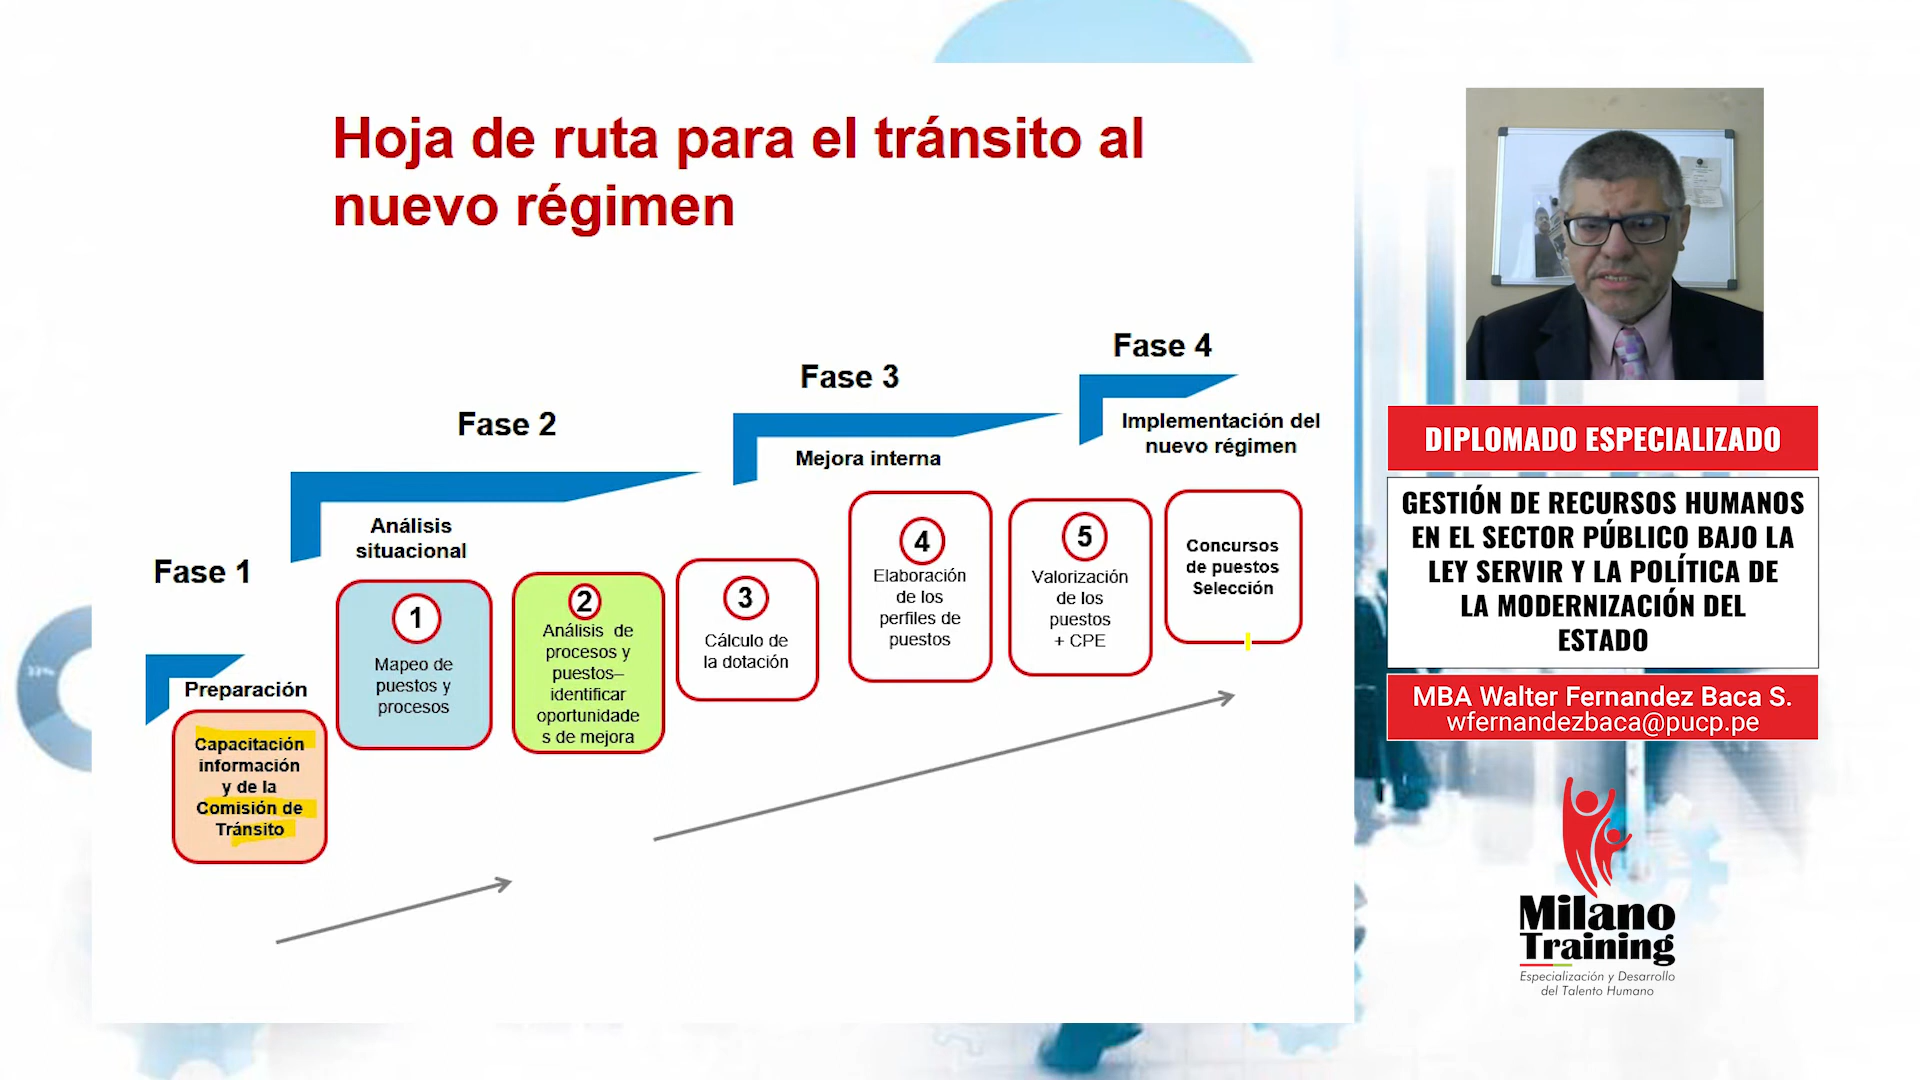 Hoja de ruta para el tránsito al
nuevo régimen
Fase 1
Preparación
Capacitación
información
y de la
Comisión de
Tránsito
Fase 2
Análisis
situacional
1
Mapeo de
puestos y
procesos
2
Análisis de
procesos y
puestos–
identificar
oportunidade
s de mejora
3
Cálculo de
la dotación
Fase 3
Mejora interna
4
Elaboración
de los
perfiles de
puestos
5
Valorización
de los
puestos
+ CPE
Fase 4
Implementación del
nuevo régimen
Concursos
de puestos
Selección
DIPLOMADO ESPECIALIZADO
GESTIÓN DE RECURSOS HUMANOS
EN EL SECTOR PÚBLICO BAJO LA
LEY SERVIR Y LA POLÍTICA DE
LA MODERNIZACIÓN DEL
ESTADO
MBA Walter Fernandez Baca S.
wfernandezbaca@pucp.pe
Milano
Training
Especialización y Desarrollo
del Talento Humano